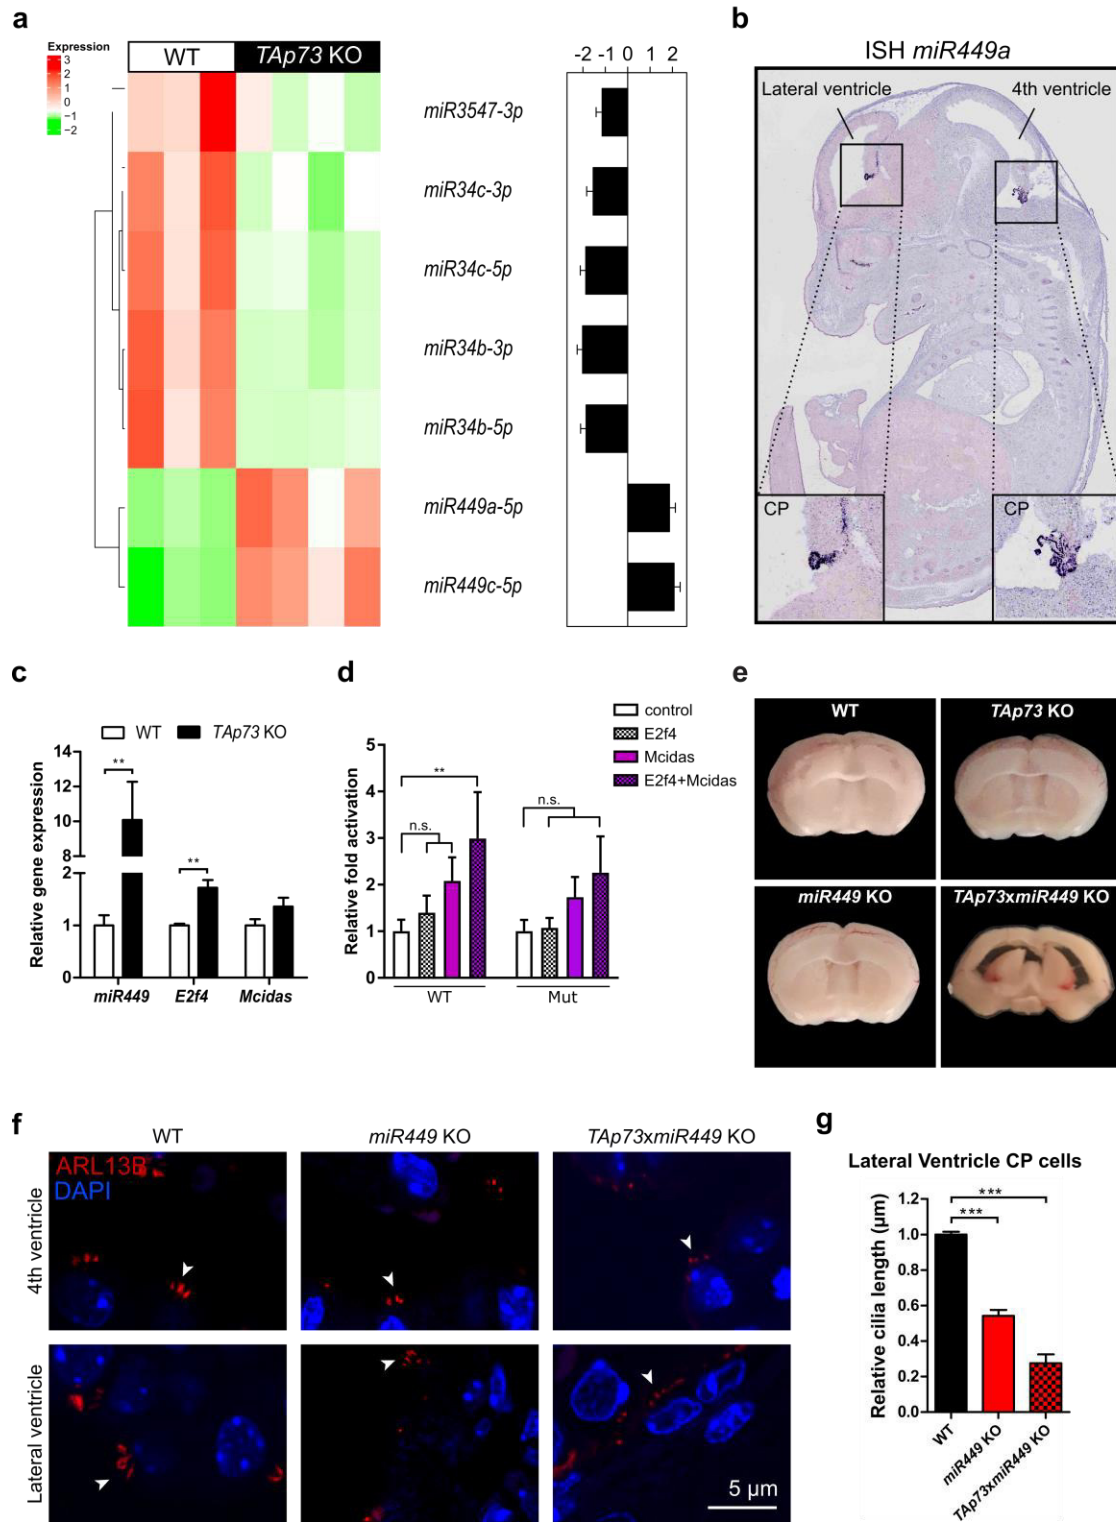 a
Expression
3
2
1
0
−1
−2
WT
TAp73 KO
-2 -1 0 1 2
miR3547-3p
miR34c-3p
miR34c-5p
miR34b-3p
miR34b-5p
miR449a-5p
miR449c-5p
b
ISH miR449a
Lateral ventricle
4th ventricle
CP
CP
c
WT
TAp73 KO
Relative gene expression
14
12
10
8
2
1
0
**
**
miR449
E2f4
Mcidas
d
control
E2f4
Mcidas
E2f4+Mcidas
Relative fold activation
5
4
3
2
1
0
**
n.s.
n.s.
WT
Mut
e
WT
TAp73 KO
miR449 KO
TAp73xmiR449 KO
f
WT
miR449 KO
TAp73xmiR449 KO
4th ventricle
Lateral ventricle
ARL13B
DAPI
5 µm
g
Lateral Ventricle CP cells
Relative cilia length (µm)
1.2
1.0
0.8
0.6
0.4
0.2
0.0
***
***
WT
miR449 KO
TAp73xmiR449 KO